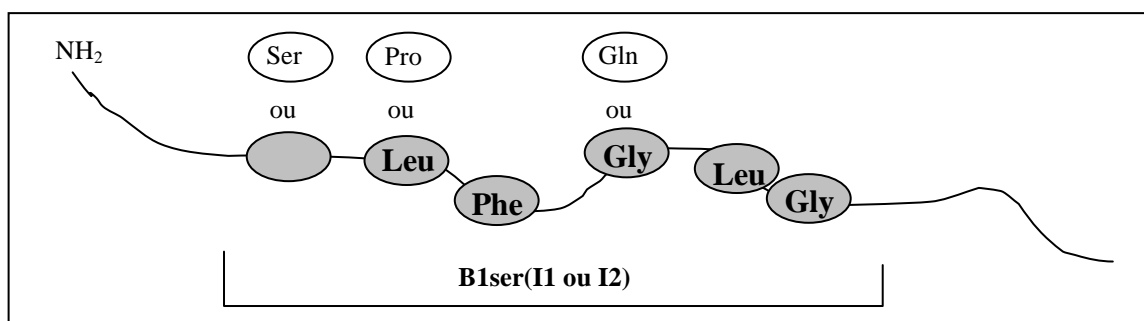 NH₂
Ser Pro Gln
ou ou ou
Leu Gly Leu
Phe Gly
B1ser(I1 ou I2)